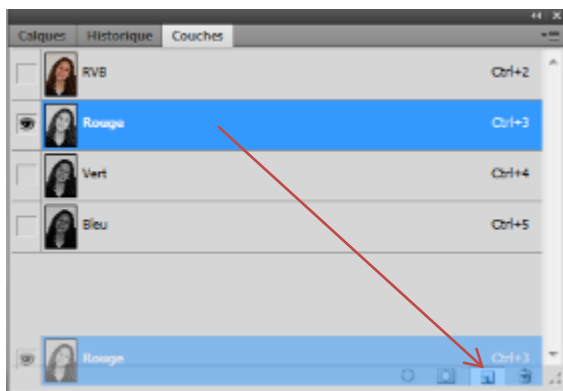 Calques Historique Couches
RVB Ctrl+2
Rouge Ctrl+3
Vert Ctrl+4
Bleu Ctrl+5
Rouge Ctrl+3